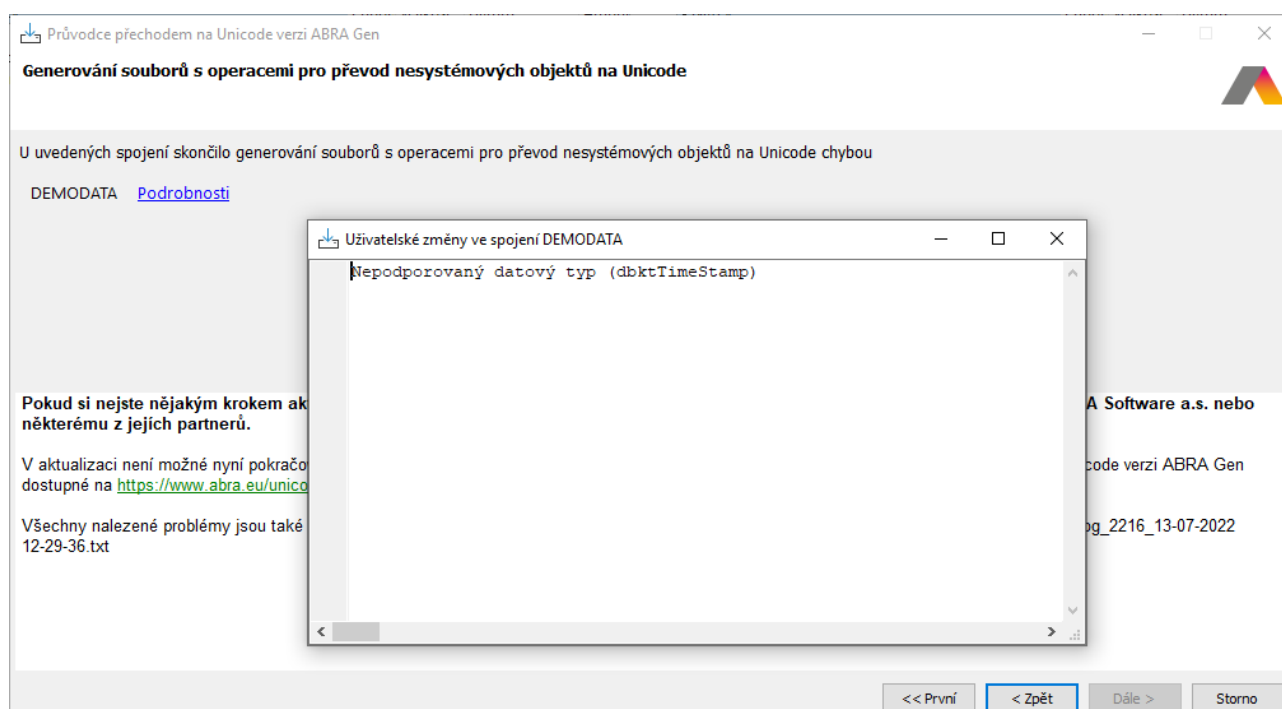 Průvodce přechodem na Unicode verzi ABRA Gen
Generování souborů s operacemi pro převod nesystémových objektů na Unicode
U uvedených spojení skončilo generování souborů s operacemi pro převod nesystémových objektů na Unicode chybou
DEMODATA Podrobnosti
Uživatelské změny ve spojení DEMODATA
Nepodporovaný datový typ (dbktTimeStamp)
Pokud si nejste nějakým krokem A Software a.s. nebo
některému z jejích partnerů.
V aktualizaci není možné nyní verzi ABRA Gen
dostupné na https://www.abra.eu/unico
Všechny nalezené problémy jsou také og_2216_13-07-2022
12-29-36.txt
<< První < Zpět Dále > Storno